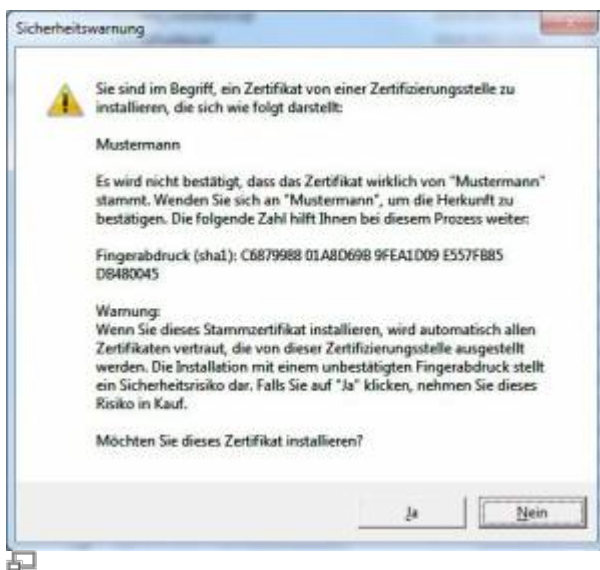 Sicherheitswarnung
Sie sind im Begriff, ein Zertifikat von einer Zertifizierungsstelle zu
installieren, die sich wie folgt darstellt:
Mustermann
Es wird nicht bestätigt, dass das Zertifikat wirklich von "Mustermann"
stammt. Wenden Sie sich an "Mustermann", um die Herkunft zu
bestätigen. Die folgende Zahl hilft Ihnen bei diesem Prozess weiter:
Fingerabdruck (sha1): C6879988 01A8D69B 9FEA1D09 E557FB85
DB480045
Warnung:
Wenn Sie dieses Stammzertifikat installieren, wird automatisch allen
Zertifikaten vertraut, die von dieser Zertifizierungsstelle ausgestellt
werden. Die Installation mit einem unbestätigten Fingerabdruck stellt
ein Sicherheitsrisiko dar. Falls Sie auf "Ja" klicken, nehmen Sie dieses
Risiko in Kauf.
Möchten Sie dieses Zertifikat installieren?
Ja
Nein